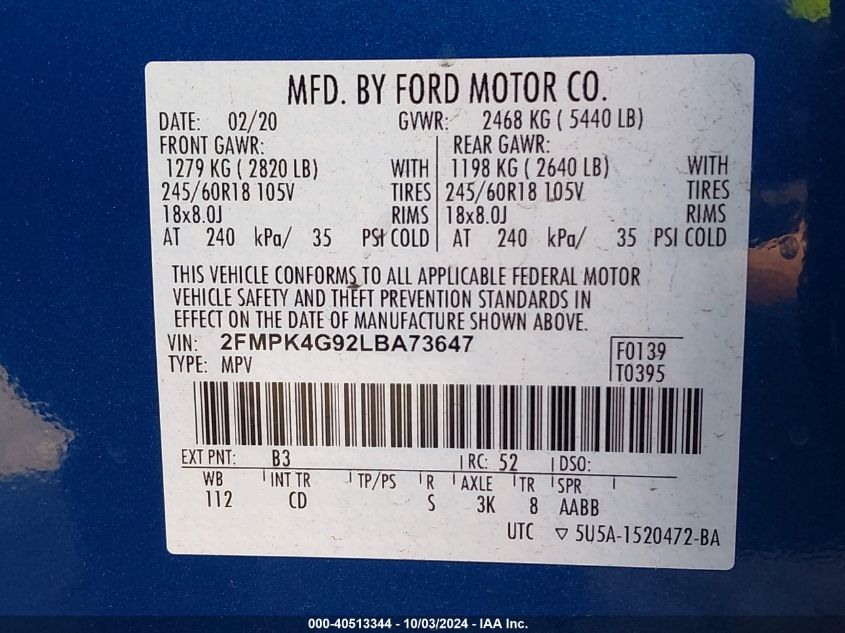 MFD. BY FORD MOTOR CO.
DATE: 02/20 GVWR: 2468 KG ( 5440 LB)
FRONT GAWR: REAR GAWR:
1279 KG ( 2820 LB) WITH 1198 KG ( 2640 LB) WITH
245/60R18 105V TIRES 245/60R18 105V TIRES
18x8.0J RIMS 18x8.0J RIMS
AT 240 kPa/ 35 PSI COLD AT 240 kPa/ 35 PSI COLD
THIS VEHICLE CONFORMS TO ALL APPLICABLE FEDERAL MOTOR
VEHICLE SAFETY AND THEFT PREVENTION STANDARDS IN
EFFECT ON THE DATE OF MANUFACTURE SHOWN ABOVE.
VIN: 2FMPK4G92LBA73647
TYPE: MPV
F0139
T0395
EXT PNT: B3 RC: 52 DSO:
WB INT TR TP/PS R AXLE TR SPR
112 CD S 3K 8 AABB
UTC ▽ 5U5A-1520472-BA
000-40513344 - 10/03/2024 - IAA Inc.